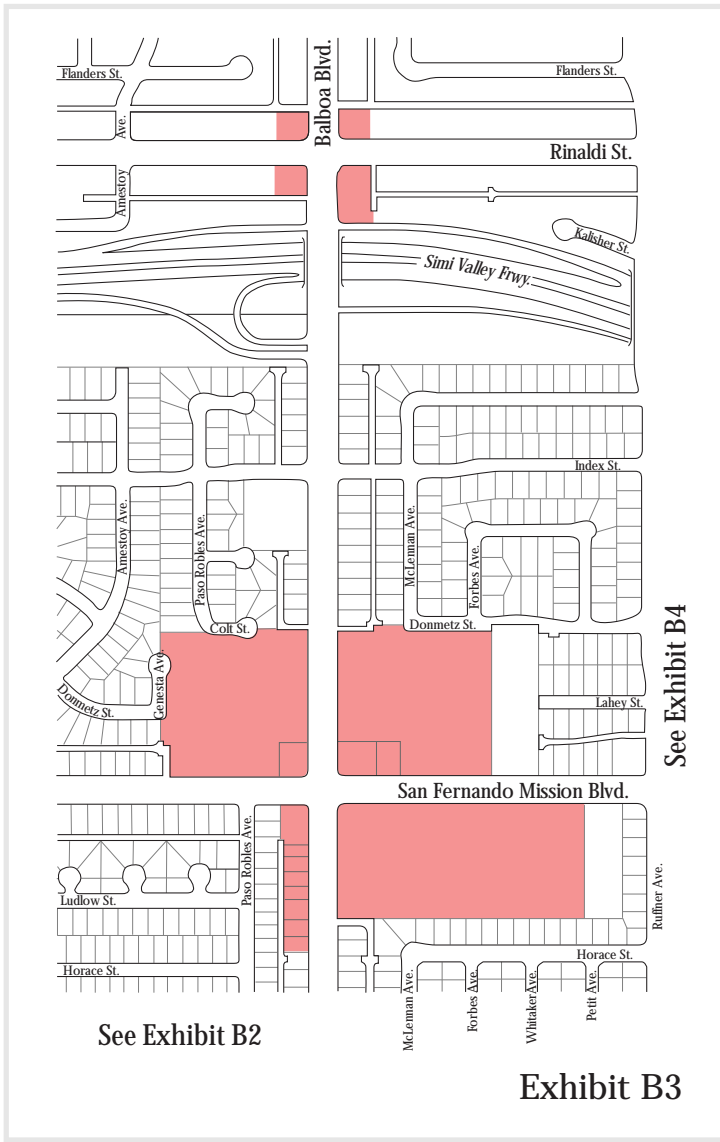 Flanders St.
Balboa Blvd.
Flanders St.
Ave.
Rinaldi St.
Amestoy
Kalisher St.
Simi Valley Frwy.
Index St.
Amestoy Ave.
Paso Robles Ave.
McLennan Ave.
Forbes Ave.
Colt St.
Donmetz St.
See Exhibit B4
Genesta Ave.
Donmetz St.
Lahey St.
San Fernando Mission Blvd.
Paso Robles Ave.
Ruffner Ave.
Ludlow St.
Horace St.
Horace St.
McLennan Ave.
Forbes Ave.
Whitaker Ave.
Petit Ave.
See Exhibit B2
Exhibit B3